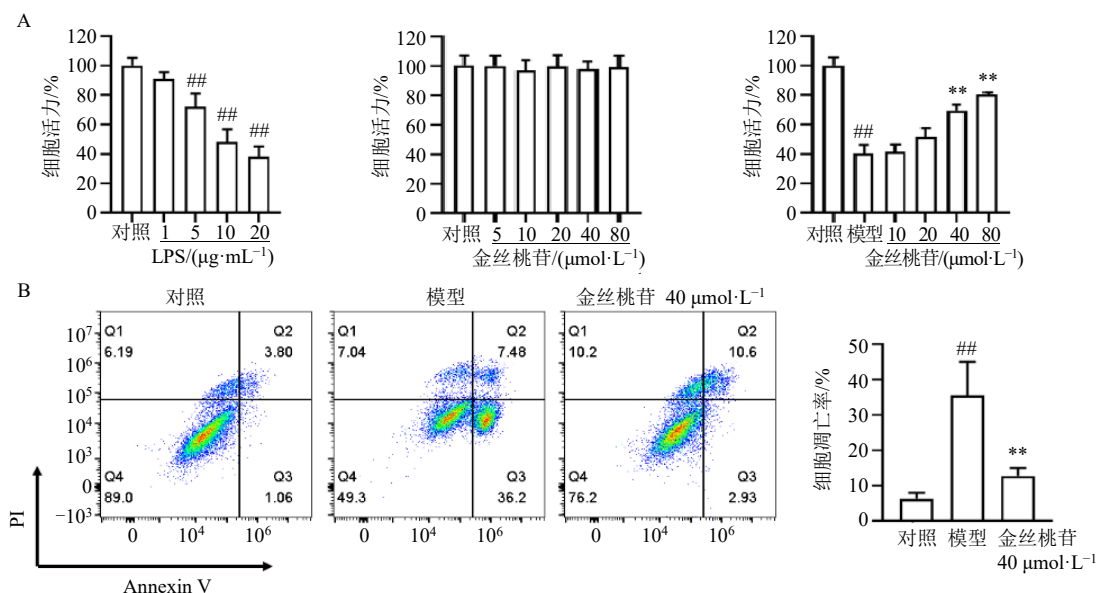 A
120
100
80
60
40
20
0
细胞活力/%
##
##
##
对照 1 5 10 20
LPS/(μg·mL⁻¹)
120
100
80
60
40
20
0
细胞活力/%
对照 5 10 20 40 80
金丝桃苷/(μmol·L⁻¹)
120
100
80
60
40
20
0
细胞活力/%
##
**
**
对照 模型 10 20 40 80
金丝桃苷/(μmol·L⁻¹)
B
对照
模型
金丝桃苷 40 μmol·L⁻¹
10⁷
10⁶
10⁵
10⁴
10³
0
−10³
Q1
6.19
Q2
3.80
Q4
89.0
Q3
1.06
0 10⁴ 10⁶
Q1
7.04
Q2
7.48
Q4
49.3
Q3
36.2
0 10⁴ 10⁶
Q1
10.2
Q2
10.6
Q4
76.2
Q3
2.93
0 10⁴ 10⁶
PI
Annexin V
50
40
30
20
10
0
细胞凋亡率/%
##
**
对照 模型 金丝桃苷
40 μmol·L⁻¹